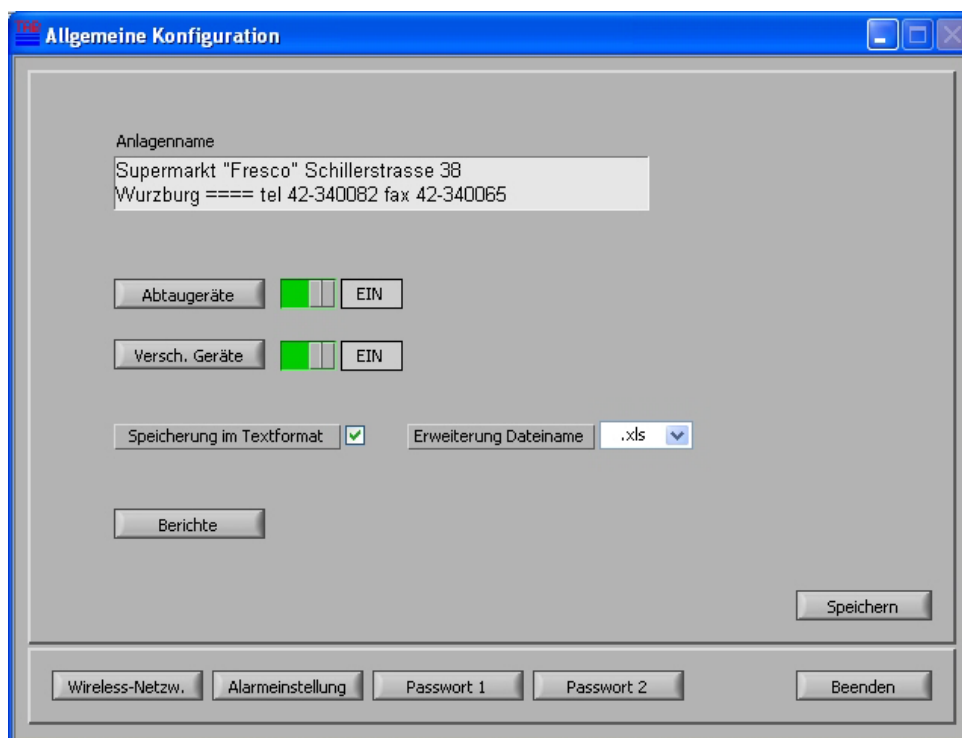 Allgemeine Konfiguration
Anlagenname
Supermarkt "Fresco" Schillerstrasse 38
Wurzburg ==== tel 42-340082 fax 42-340065
Abtaugeräte EIN
Versch. Geräte EIN
Speicherung im Textformat Erweiterung Dateiname .xls
Berichte
Speichern
Wireless-Netzw. Alarmeinstellung Passwort 1 Passwort 2 Beenden